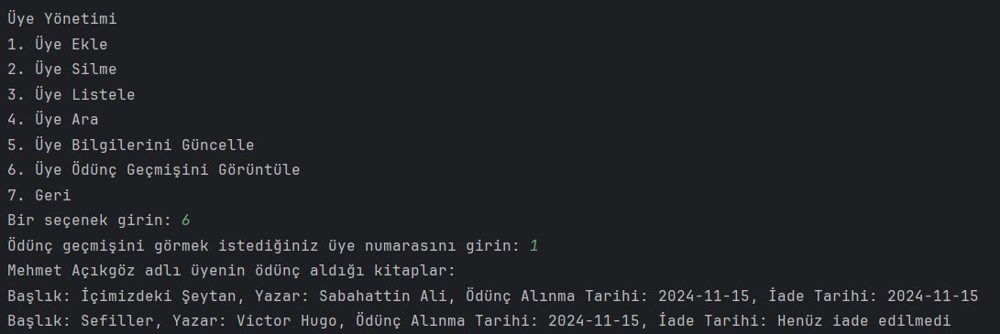 Üye Yönetimi
1. Üye Ekle
2. Üye Silme
3. Üye Listele
4. Üye Ara
5. Üye Bilgilerini Güncelle
6. Üye Ödünç Geçmişini Görüntüle
7. Geri
Bir seçenek girin: 6
Ödünç geçmişini görmek istediğiniz üye numarasını girin: 1
Mehmet Açıkgöz adlı üyenin ödünç aldığı kitaplar:
Başlık: İçimizdeki Şeytan, Yazar: Sabahattin Ali, Ödünç Alınma Tarihi: 2024-11-15, İade Tarihi: 2024-11-15
Başlık: Sefiller, Yazar: Victor Hugo, Ödünç Alınma Tarihi: 2024-11-15, İade Tarihi: Henüz iade edilmedi